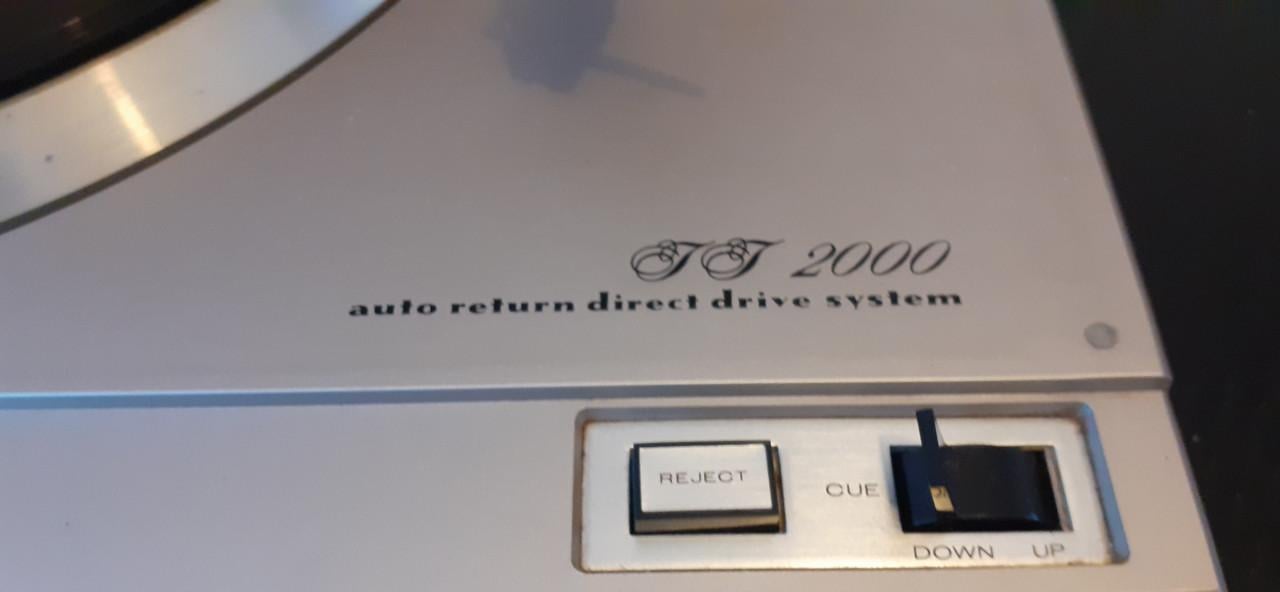 TT 2000
auto return direct drive system
REJECT
CUE
DOWN UP